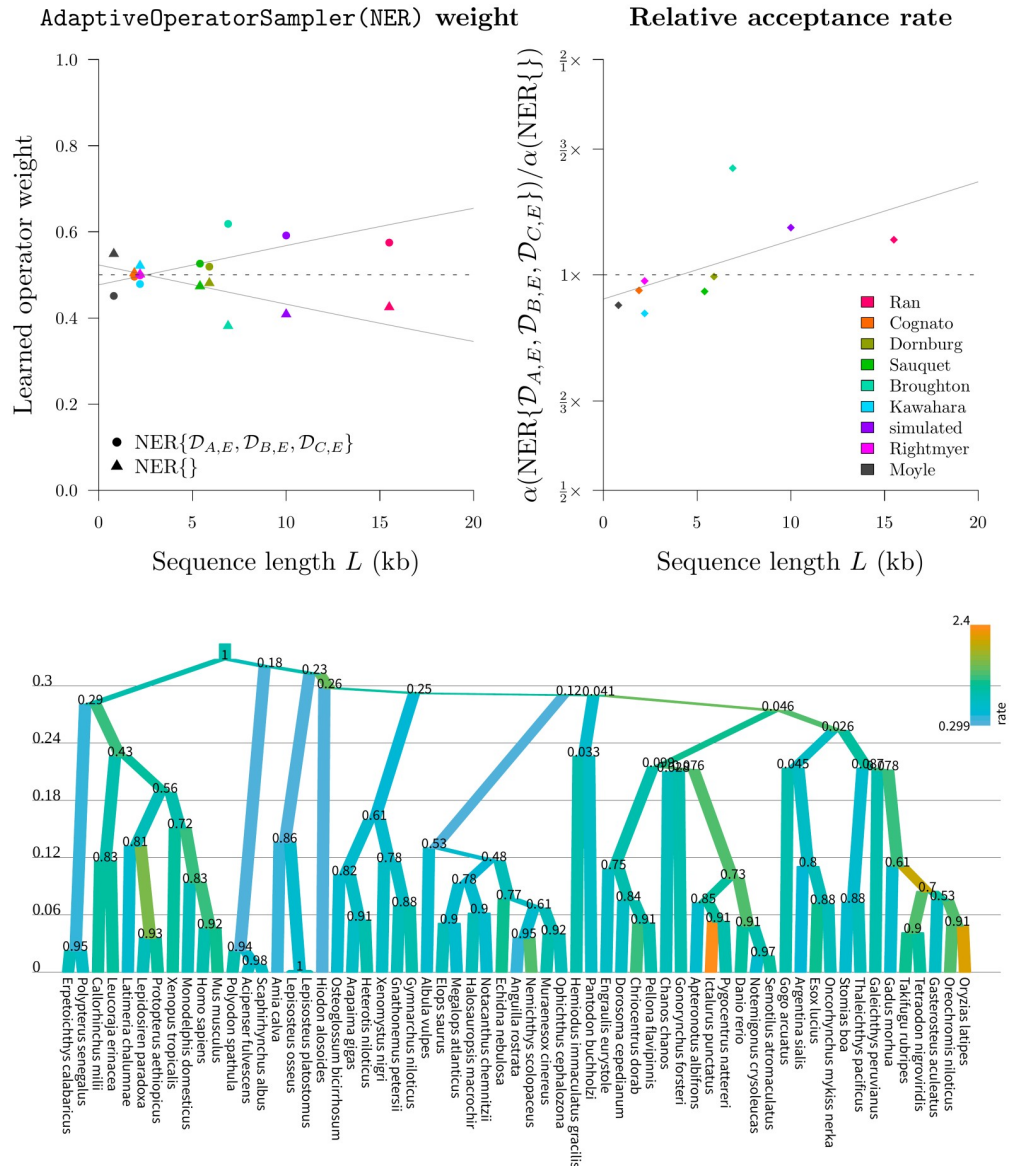 AdaptiveOperatorSampler(NER) weight
Learned operator weight
1.0
0.8
0.6
0.4
0.2
0.0
NER{D_{A,E}, D_{B,E}, D_{C,E}}
NER{}
0
5
10
15
20
Sequence length L (kb)
Relative acceptance rate
α(NER{D_{A,E}, D_{B,E}, D_{C,E}})/α(NER{})
2/1×
3/2×
1×
2/3×
1/2×
Ran
Cognato
Dornburg
Sauquet
Broughton
Kawahara
simulated
Rightmyer
Moyle
0
5
10
15
20
Sequence length L (kb)
2.4
0.299
rate
0.3
0.24
0.18
0.12
0.06
0
1
0.18
0.23
0.26
0.29
0.25
0.12
0.041
0.046
0.026
0.43
0.033
0.045
0.087
0.078
0.076
0.56
0.72
0.81
0.83
0.83
0.92
0.93
0.95
0.94
0.98
0.86
1
0.61
0.82
0.78
0.91
0.88
0.53
0.48
0.78
0.77
0.9
0.9
0.61
0.95
0.92
0.75
0.84
0.91
0.73
0.85
0.91
0.91
0.97
0.8
0.88
0.88
0.61
0.7
0.53
0.9
0.91
Erpetoichthys calabaricus
Polypterus senegalus
Callorhinchus milii
Leucoraja erinacea
Latimeria chalumnae
Lepidosiren paradoxa
Protopterus aethiopicus
Xenopus tropicalis
Monodelphis domesticus
Homo sapiens
Mus musculus
Polyodon spathula
Acipenser fulvescens
Scaphirhynchus albus
Amia calva
Lepisosteus osseus
Lepisosteus platostomus
Hiodon alosoides
Osteoglossum bicirrhosum
Arapaima gigas
Heterotis niloticus
Xenomystus nigri
Gnathonemus petersii
Gymnarchus niloticus
Albula vulpes
Elops saurus
Megalops atlanticus
Halosauropsis macrochir
Notacanthus chemnitzii
Echidna nebulosa
Anguilla rostrata
Nemichthys scolopaceus
Muraenesox cinereus
Ophichthus cephalozona
Hemiodus immaculatus gracilis
Pantodon buchholzi
Engraulis eurystole
Dorosoma cepedianum
Chriocentrus dorab
Pellona flavipinnis
Chanos chanos
Gonorynchus forsteri
Apteronotus albifrons
Ictalurus punctatus
Pygocentrus nattereri
Danio rerio
Notemigonus crysoleucas
Semotilus atromaculatus
Gogo arcuatus
Argentina sialis
Esox lucius
Oncorhynchus mykiss nerka
Stomias boa
Thaleichthys pacificus
Galeichthys peruvianus
Gadus morhua
Takifugu rubripes
Tetraodon nigroviridis
Gasterosteus aculeatus
Oreochromis niloticus
Oryzias latipes